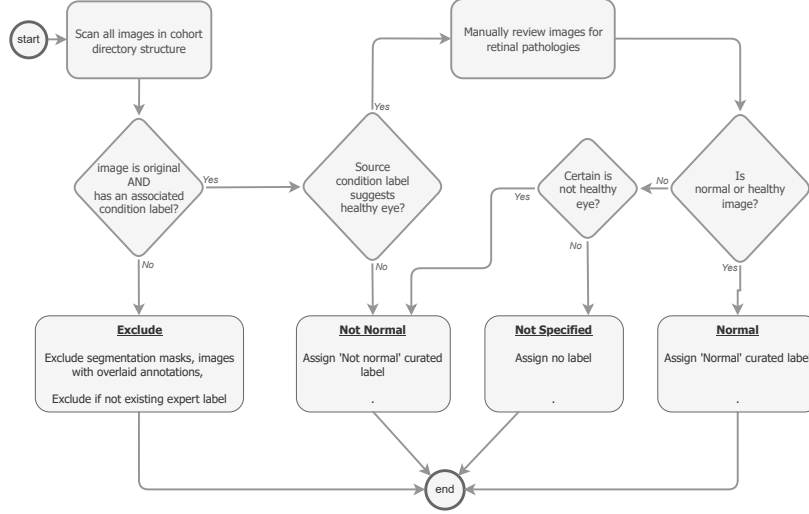 start
Scan all images in cohort
directory structure
Manually review images for
retinal pathologies
image is original
AND
has an associated
condition label?
Yes
No
Source
condition label
suggests
healthy eye?
Yes
No
Certain is
not healthy
eye?
Yes
No
Is
normal or healthy
image?
No
Yes
Exclude
Exclude segmentation masks, images
with overlaid annotations,
Exclude if not existing expert label
Not Normal
Assign 'Not normal' curated
label
.
Not Specified
Assign no label
.
Normal
Assign 'Normal' curated label
.
end